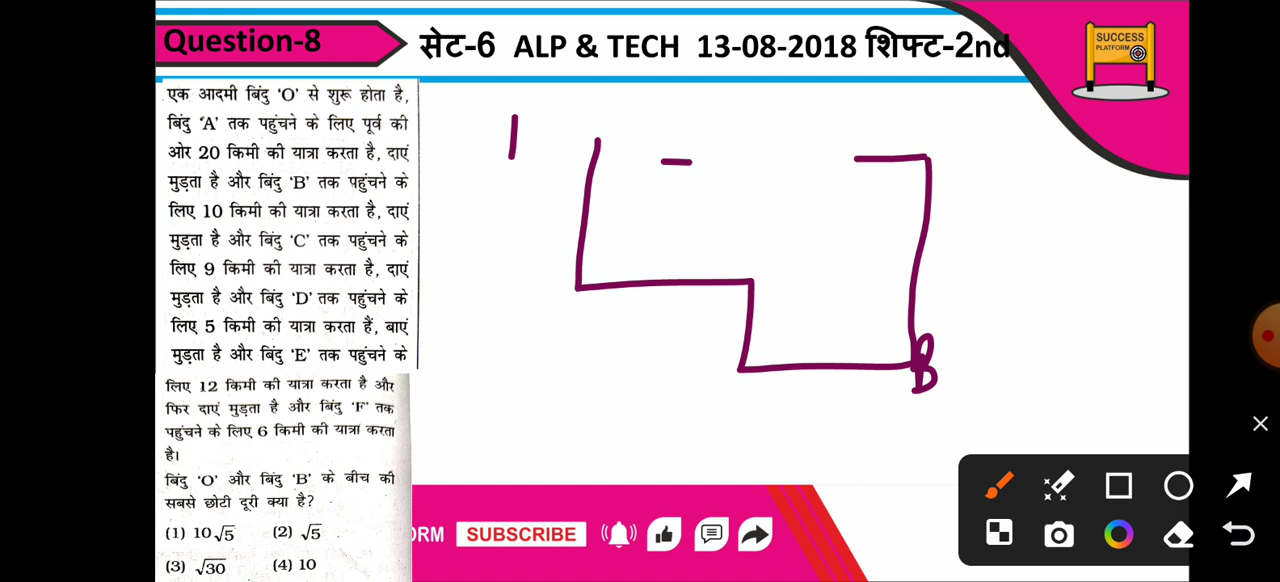 Question-8
सेट-6 ALP & TECH 13-08-2018 शिफ्ट-2nd
SUCCESS
PLATFORM
एक आदमी बिंदु ‘O’ से शुरू होता है,
बिंदु ‘A’ तक पहुंचने के लिए पूर्व की
ओर 20 किमी की यात्रा करता है, दाएं
मुड़ता है और बिंदु ‘B’ तक पहुंचने के
लिए 10 किमी की यात्रा करता है, दाएं
मुड़ता है और बिंदु ‘C’ तक पहुंचने के
लिए 9 किमी की यात्रा करता है, दाएं
मुड़ता है और बिंदु ‘D’ तक पहुंचने के
लिए 5 किमी की यात्रा करता हैं, बाएं
मुड़ता है और बिंदु ‘E’ तक पहुंचने के
लिए 12 किमी की यात्रा करता है और
फिर दाएं मुड़ता है और बिंदु ‘F’ तक
पहुंचने के लिए 6 किमी की यात्रा करता
है।
बिंदु ‘O’ और बिंदु ‘B’ के बीच की
सबसे छोटी दूरी क्या है?
(1) 10√5 (2) √5
(3) √30 (4) 10
B
ORM SUBSCRIBE